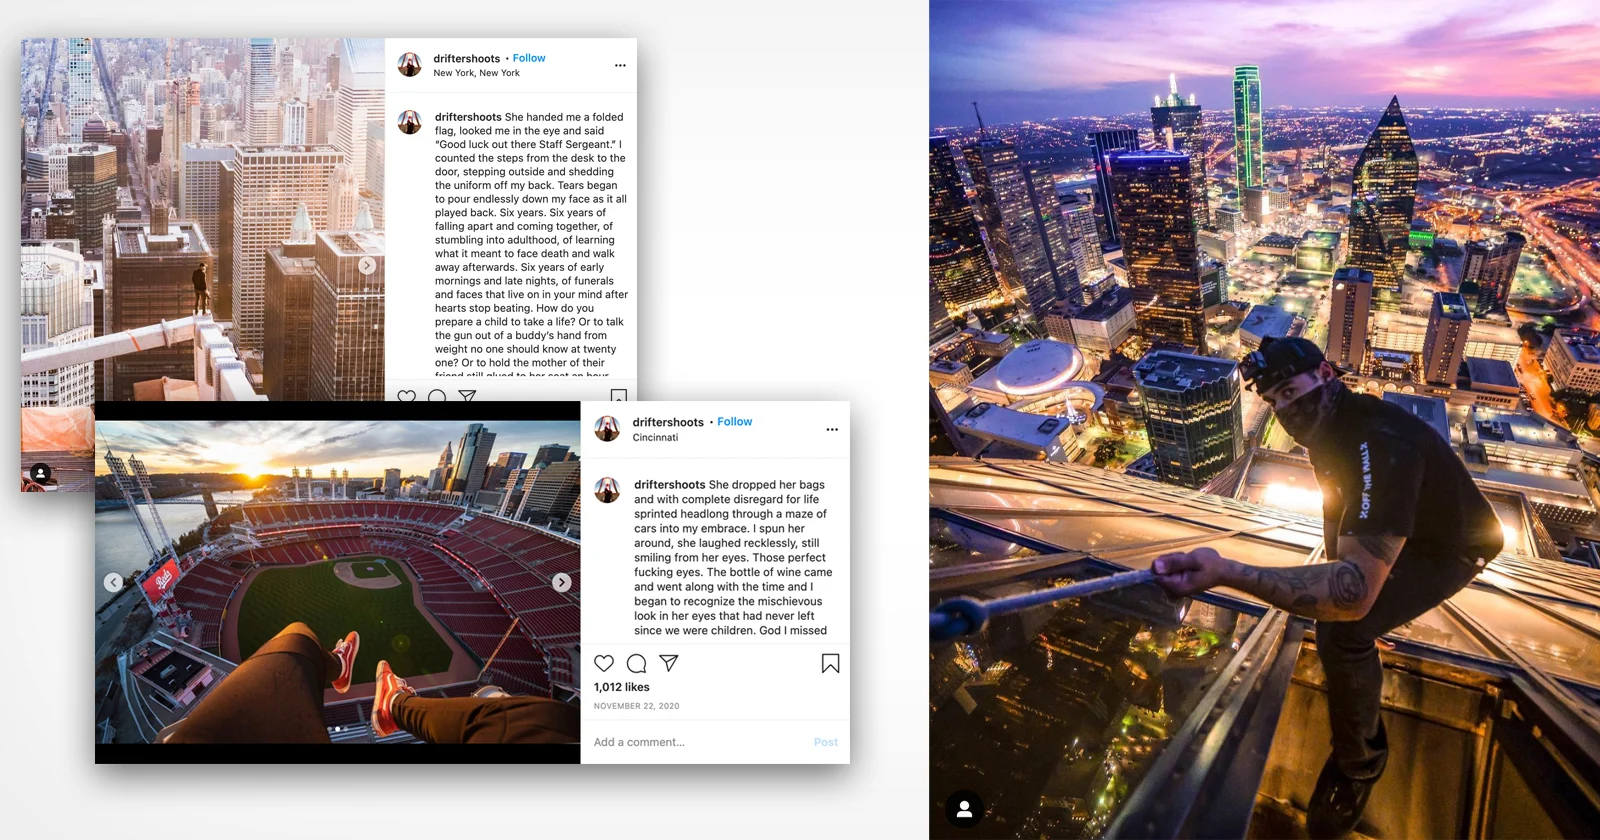 driftershoots • Follow
New York, New York
driftershoots She handed me a folded
flag, looked me in the eye and said
"Good luck out there Staff Sergeant." I
counted the steps from the desk to the
door, stepping outside and shedding
the uniform off my back. Tears began
to pour endlessly down my face as it all
played back. Six years. Six years of
falling apart and coming together, of
stumbling into adulthood, of learning
what it meant to face death and walk
away afterwards. Six years of early
mornings and late nights, of funerals
and faces that live on in your mind after
hearts stop beating. How do you
prepare a child to take a life? Or to talk
the gun out of a buddy's hand from
weight no one should know at twenty
one? Or to hold the mother of their
friend still glued to her seat an hour
driftershoots • Follow
Cincinnati
driftershoots She dropped her bags
and with complete disregard for life
sprinted headlong through a maze of
cars into my embrace. I spun her
around, she laughed recklessly, still
smiling from her eyes. Those perfect
fucking eyes. The bottle of wine came
and went along with the time and I
began to recognize the mischievous
look in her eyes that had never left
since we were children. God I missed
1,012 likes
NOVEMBER 22, 2020
Add a comment...
Post
Reds
OFF THE WALL